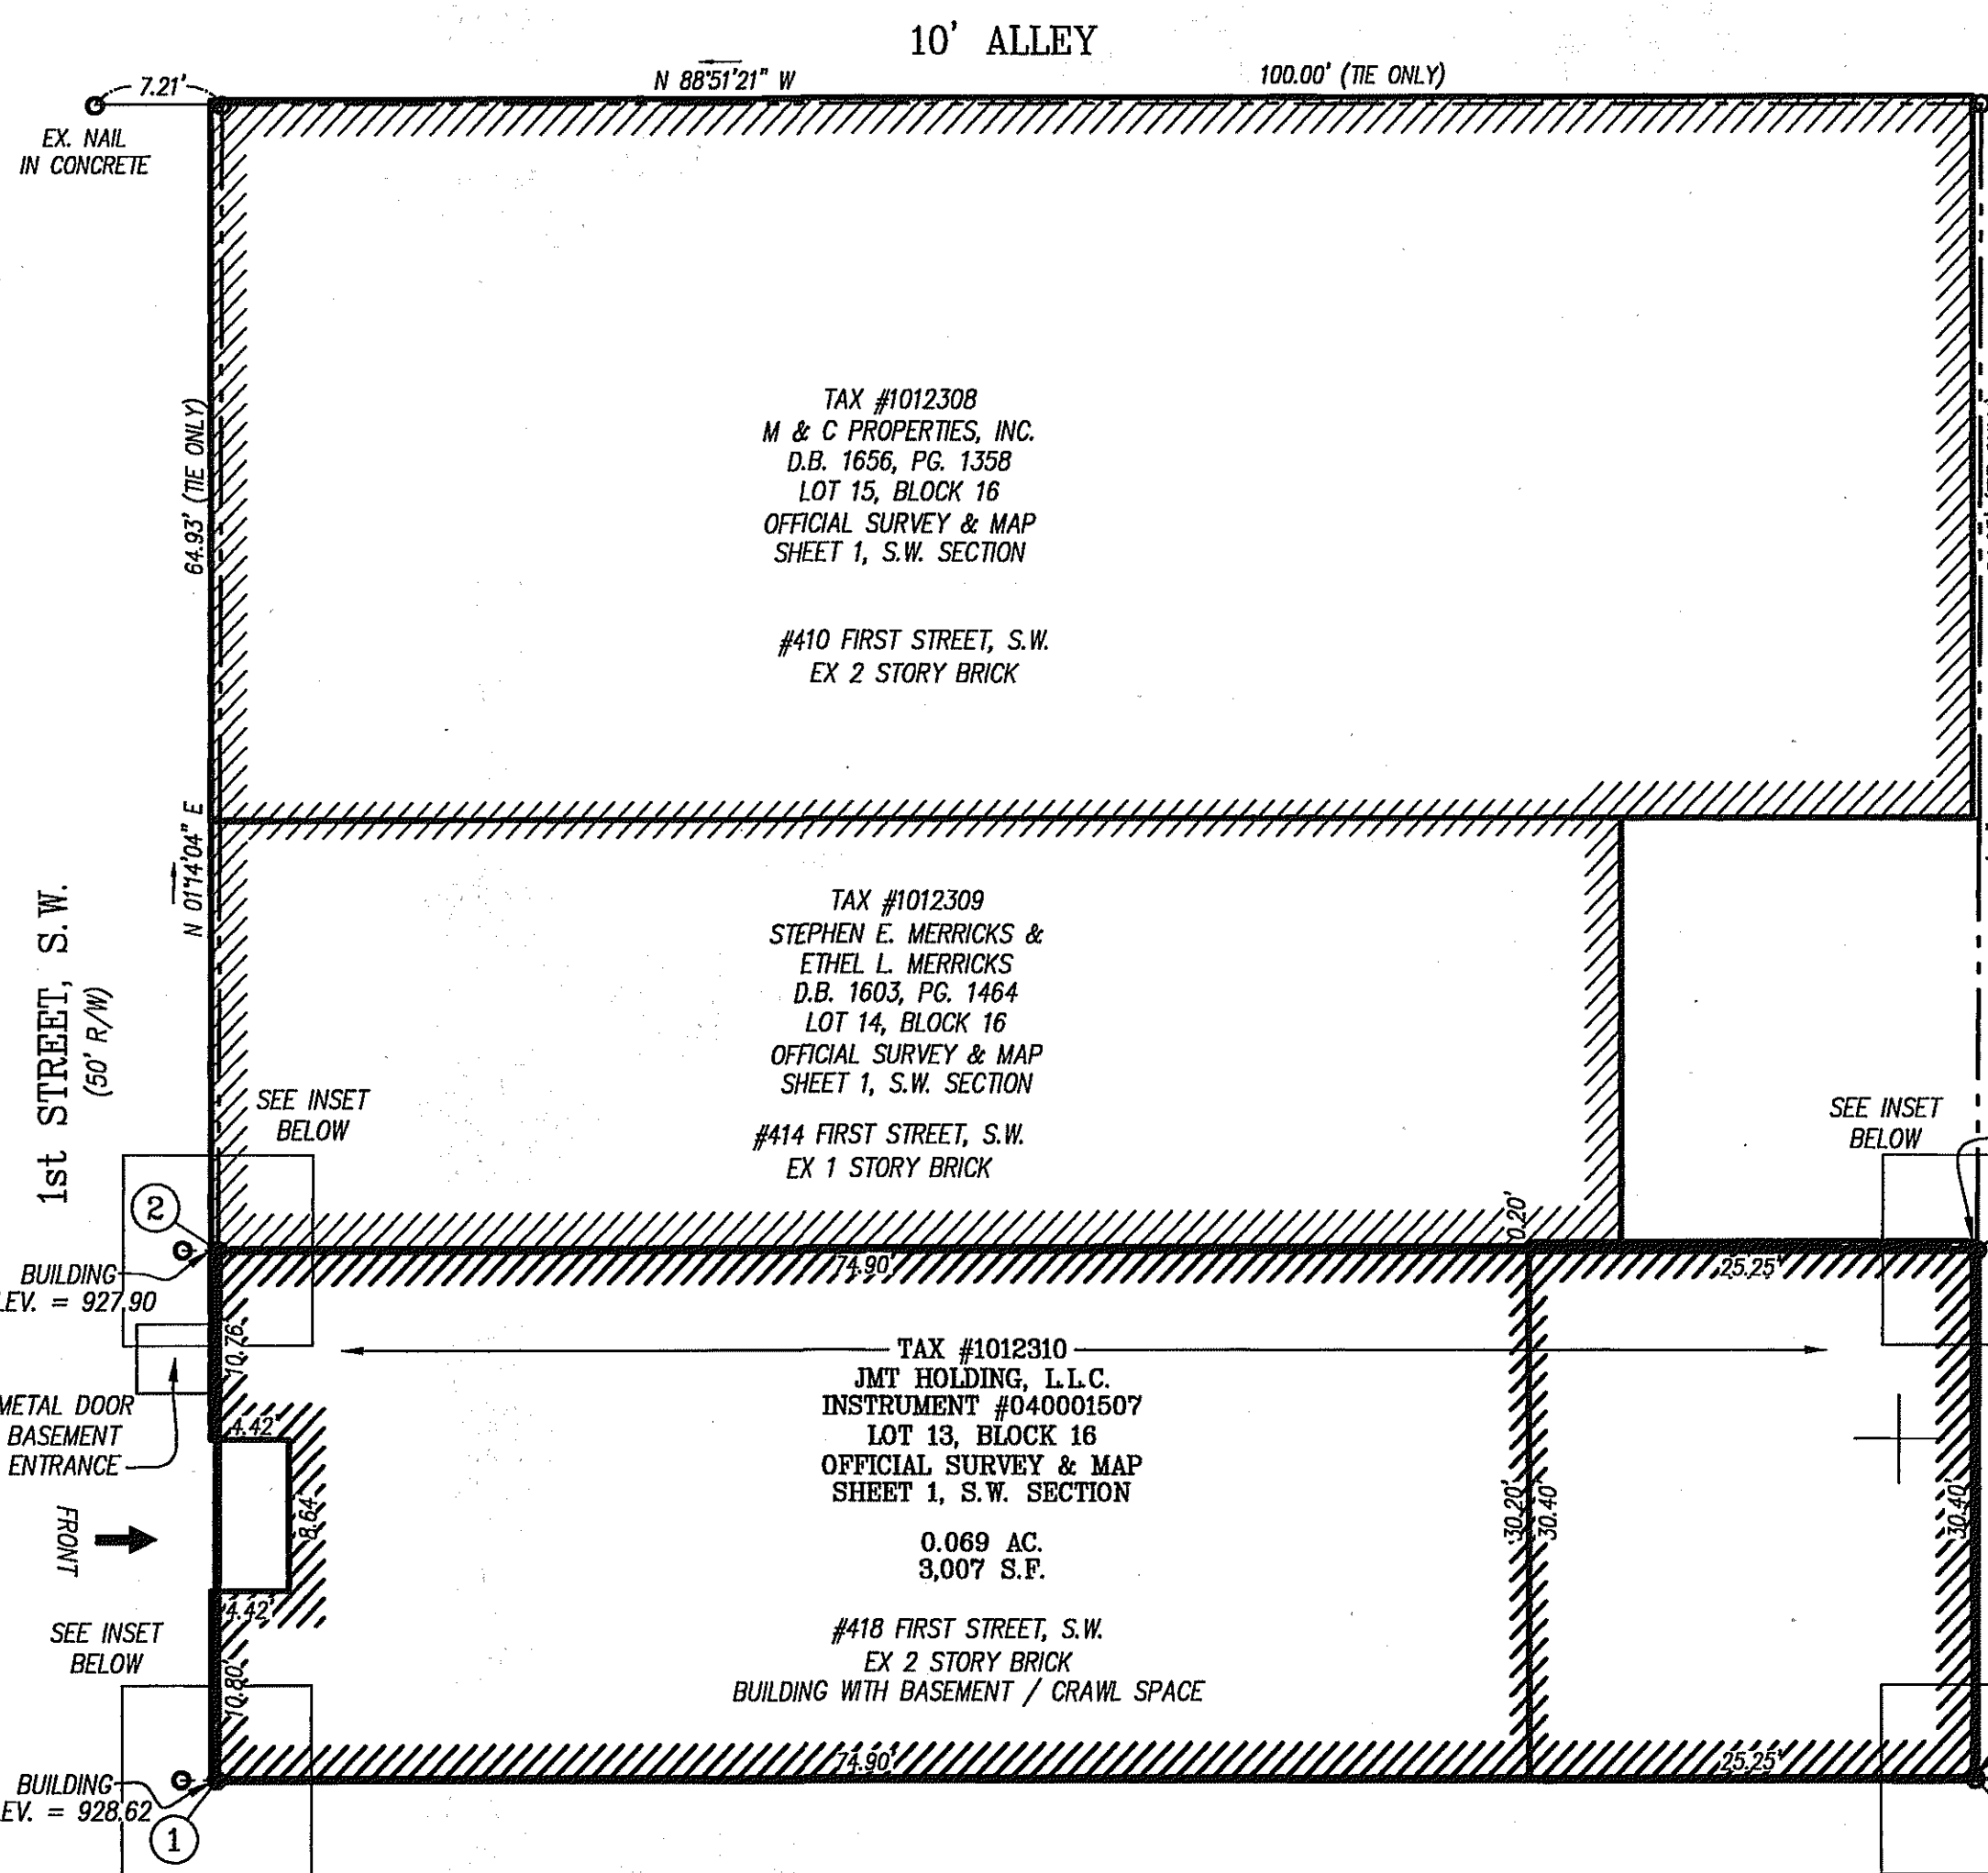 10' ALLEY
7.21'
N 88°51'21" W
100.00' (TIE ONLY)
EX. NAIL
IN CONCRETE
64.93' (TIE ONLY)
N 01°14'04" E
TAX #1012308
M & C PROPERTIES, INC.
D.B. 1656, PG. 1358
LOT 15, BLOCK 16
OFFICIAL SURVEY & MAP
SHEET 1, S.W. SECTION
#410 FIRST STREET, S.W.
EX 2 STORY BRICK
1st STREET, S.W.
(50' R/W)
TAX #1012309
STEPHEN E. MERRICKS &
ETHEL L. MERRICKS
D.B. 1603, PG. 1464
LOT 14, BLOCK 16
OFFICIAL SURVEY & MAP
SHEET 1, S.W. SECTION
#414 FIRST STREET, S.W.
EX 1 STORY BRICK
SEE INSET
BELOW
SEE INSET
BELOW
2
0.20'
BUILDING
LEV. = 927.90
74.90'
25.25'
10.76'
METAL DOOR
BASEMENT
ENTRANCE
4.42'
8.64'
4.42'
10.80'
FRONT
TAX #1012310
JMT HOLDING, L.L.C.
INSTRUMENT #040001507
LOT 13, BLOCK 16
OFFICIAL SURVEY & MAP
SHEET 1, S.W. SECTION
0.069 AC.
3,007 S.F.
#418 FIRST STREET, S.W.
EX 2 STORY BRICK
BUILDING WITH BASEMENT / CRAWL SPACE
30.20'
30.40'
30.40'
SEE INSET
BELOW
BUILDING
EV. = 928.62
74.90'
25.25'
1